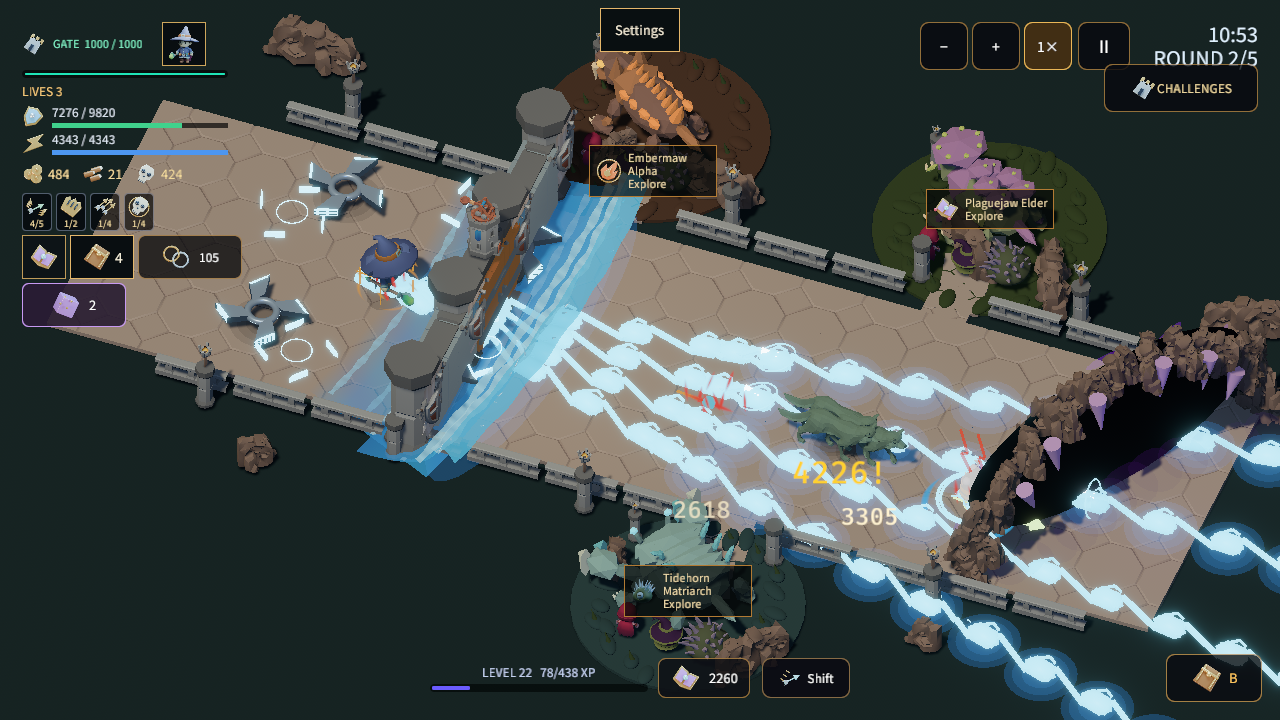 GATE 1000 / 1000
Settings
−
+
1×
10:53
ROUND 2/5
CHALLENGES
LIVES 3
7276 / 9820
4343 / 4343
484
21
424
4/5
1/2
1/4
1/4
4
105
2
Embermaw
Alpha
Explore
Plaguejaw Elder
Explore
4226!
2618
3305
Tidehorn
Matriarch
Explore
LEVEL 22 78/438 XP
2260
Shift
B